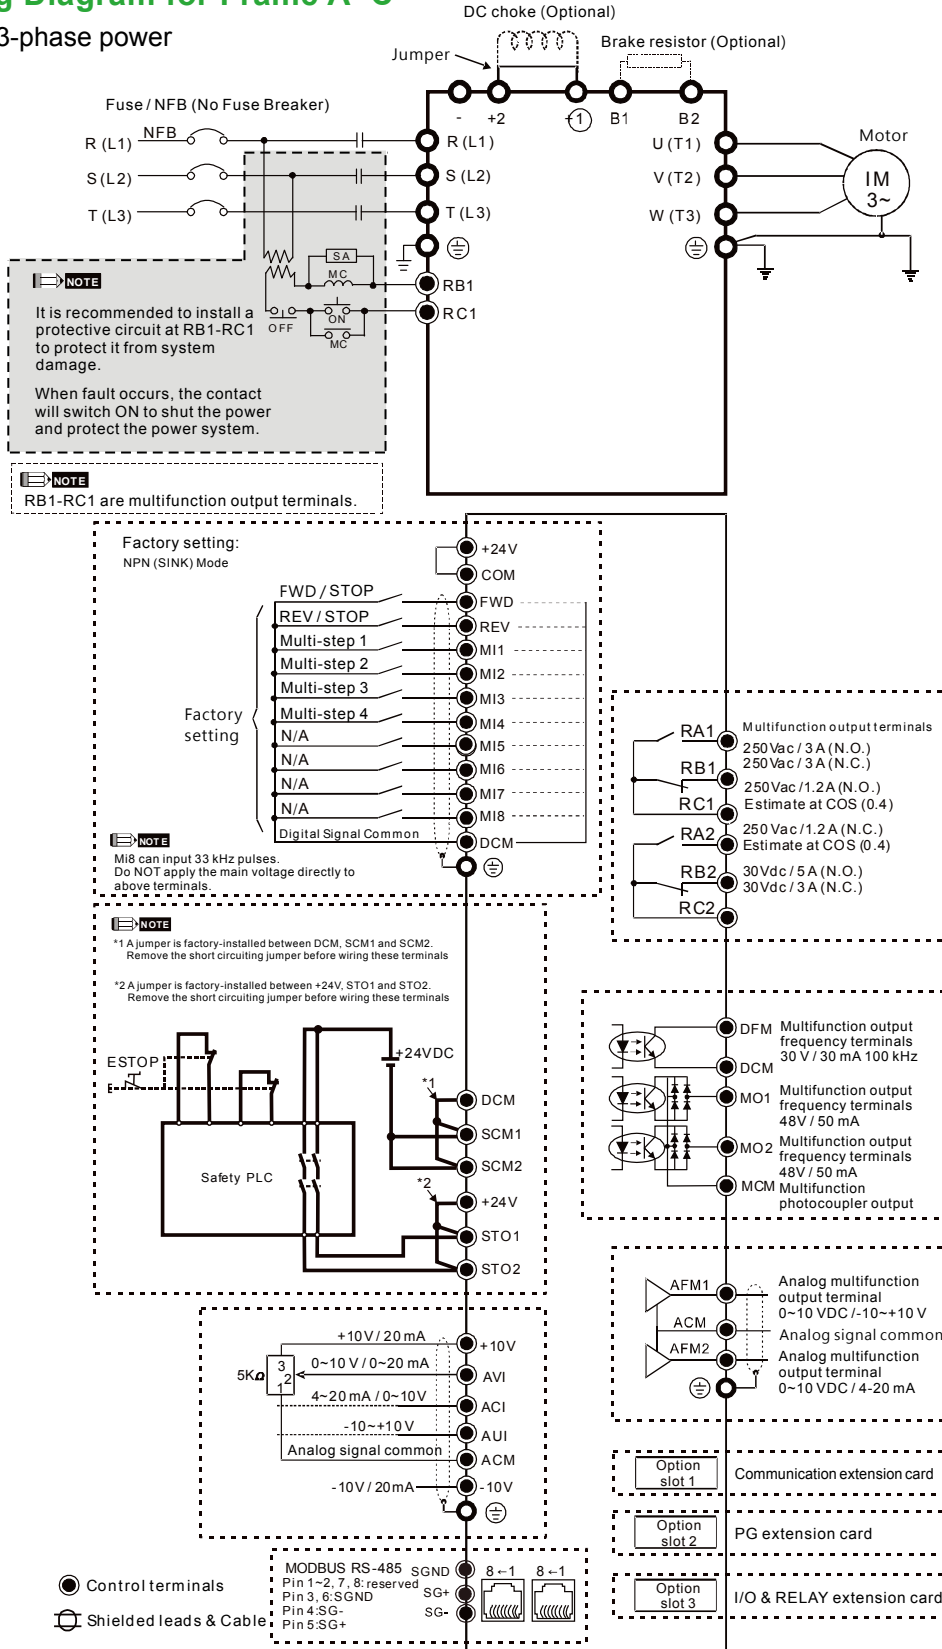 g Diagram for Frame A~C
3-phase power
DC choke (Optional)
Jumper
Brake resistor (Optional)
Fuse / NFB (No Fuse Breaker)
- +2 +1 B1 B2
R (L1) NFB R (L1) U (T1) Motor
S (L2) S (L2) V (T2) IM
3~
T (L3) T (L3) W (T3)
SA
MC
RB1
RC1
OFF ON
MC
NOTE
It is recommended to install a
protective circuit at RB1-RC1
to protect it from system
damage.
When fault occurs, the contact
will switch ON to shut the power
and protect the power system.
NOTE
RB1-RC1 are multifunction output terminals.
Factory setting:
NPN (SINK) Mode
+24V
COM
FWD / STOP FWD
REV / STOP REV
Multi-step 1 MI1
Multi-step 2 MI2
Multi-step 3 MI3
Multi-step 4 MI4
Factory
setting
N/A MI5
N/A MI6
N/A MI7
N/A MI8
Digital Signal Common DCM
NOTE
Mi8 can input 33 kHz pulses.
Do NOT apply the main voltage directly to
above terminals.
RA1 Multifunction output terminals
250Vac / 3A (N.O.)
250Vac / 3A (N.C.)
RB1
250Vac /1.2A (N.O.)
RC1 Estimate at COS (0.4)
RA2 250Vac /1.2A (N.C.)
Estimate at COS (0.4)
RB2 30Vdc / 5A (N.O.)
30Vdc / 3A (N.C.)
RC2
NOTE
*1 A jumper is factory-installed between DCM, SCM1 and SCM2.
Remove the short circuiting jumper before wiring these terminals
*2 A jumper is factory-installed between +24V, STO1 and STO2.
Remove the short circuiting jumper before wiring these terminals
ESTOP
+24VDC
*1
DCM
SCM1
SCM2
Safety PLC
*2
+24V
STO1
STO2
DFM Multifunction output
frequency terminals
30 V / 30 mA 100 kHz
DCM
MO1 Multifunction output
frequency terminals
48V / 50 mA
MO2 Multifunction output
frequency terminals
48V / 50 mA
MCM Multifunction
photocoupler output
+10V / 20 mA +10V
5KΩ 3 2 1
0~10 V / 0~20 mA AVI
4~20 mA / 0~10V ACI
-10~+10V AUI
Analog signal common ACM
-10V / 20mA -10V
AFM1 Analog multifunction
output terminal
0~10 VDC /-10~+10 V
ACM Analog signal common
AFM2 Analog multifunction
output terminal
0~10 VDC / 4-20 mA
Option
slot 1 Communication extension card
Option
slot 2 PG extension card
Option
slot 3 I/O & RELAY extension card
MODBUS RS-485 SGND 8←1 8←1
Pin 1~2, 7, 8: reserved
Pin 3, 6:SGND SG+
Pin 4:SG- SG-
Pin 5:SG+
Control terminals
Shielded leads & Cable